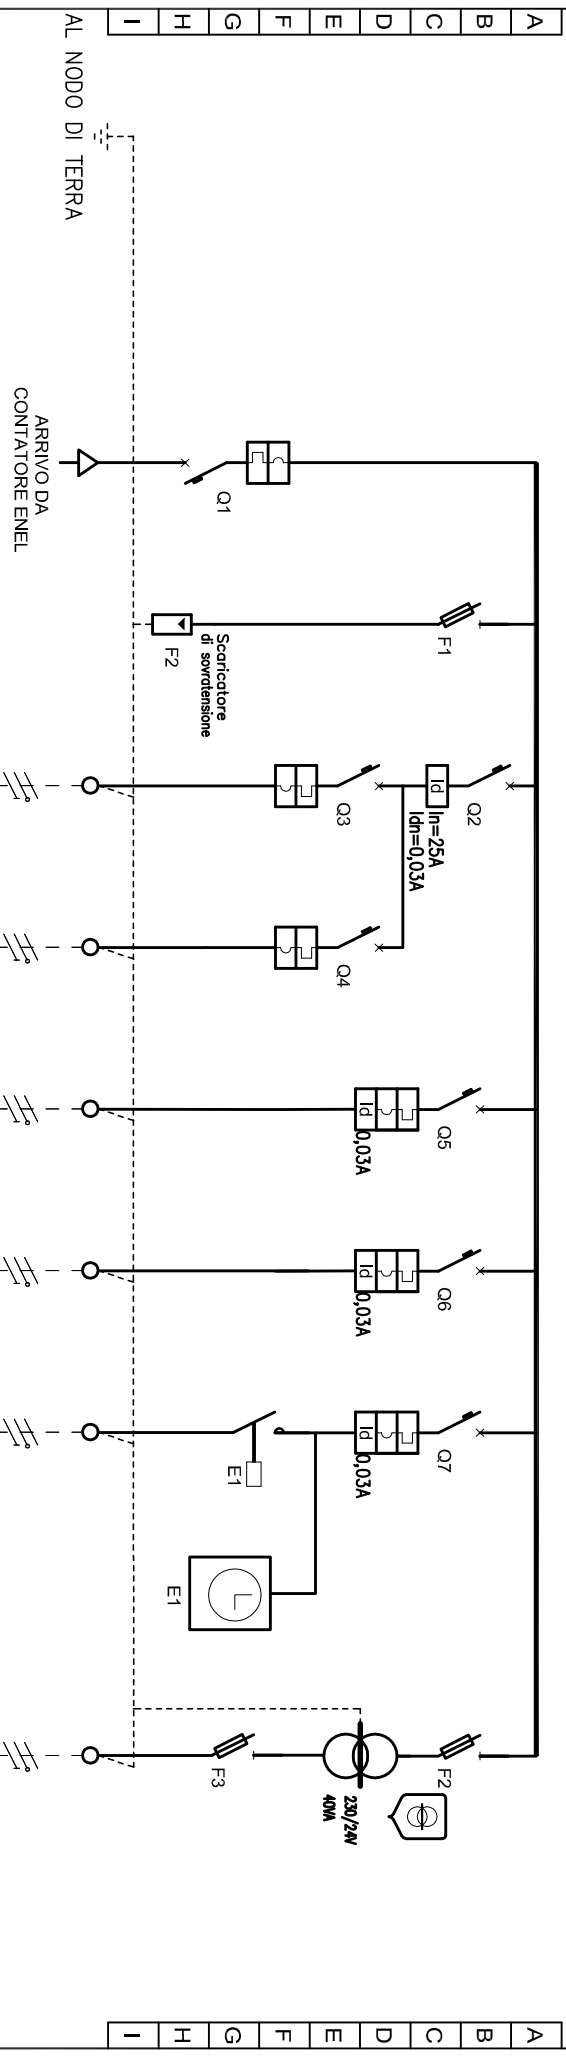 A
B
C
D
E
F
G
H
I
AL NODO DI TERRA
ARRIVO DA
CONTATORE ENEL
Q1
F1
F2
Scaricatore
di sovratensione
Q2
Id
In=25A
Idn=0,03A
Q3
Q4
Q5
Id
0,03A
Q6
Id
0,03A
Q7
Id
0,03A
E1
E1
F2
230/24V
40VA
F3
A
B
C
D
E
F
G
H
I